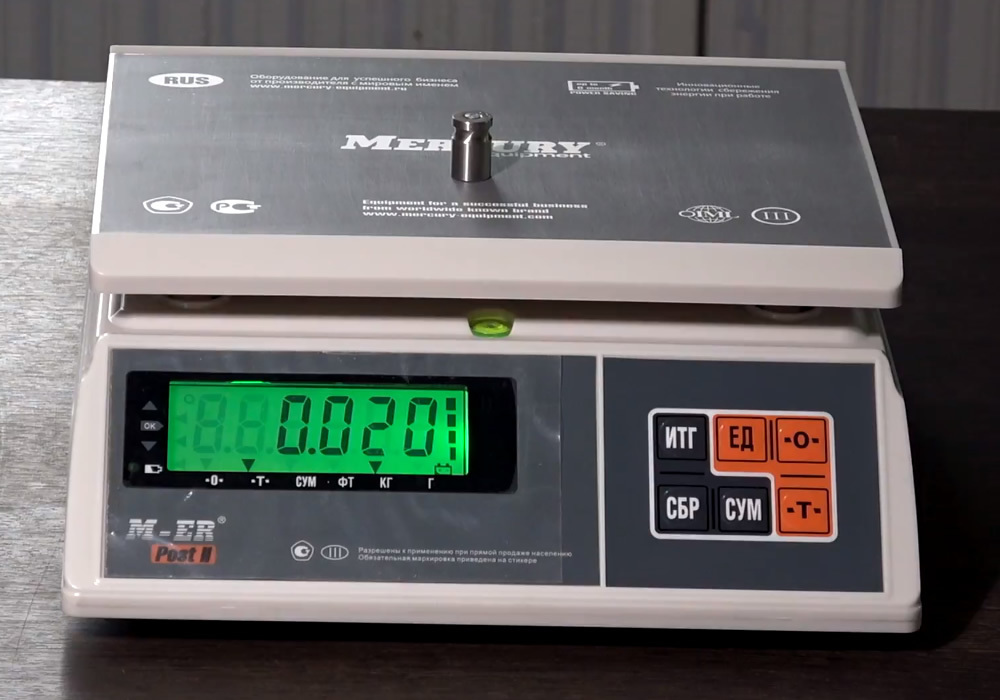 RUS
Оборудование для успешного бизнеса
от производителя с мировым именем
www.mercury-equipment.ru
POWER SAVING
Инновационные
технологии сбережения
энергии при работе
MERCURY®
equipment
РС
Equipment for a successful business
from worldwide known brand
www.mercury-equipment.com
OIML
III
0.020
OK
-0- -T- СУМ ФТ КГ Г
M-ER®
Post II
III
Разрешены к применению при прямой продаже населению
Обязательная маркировка приведена на стикере
ИТГ ЕД -0-
СБР СУМ -T-